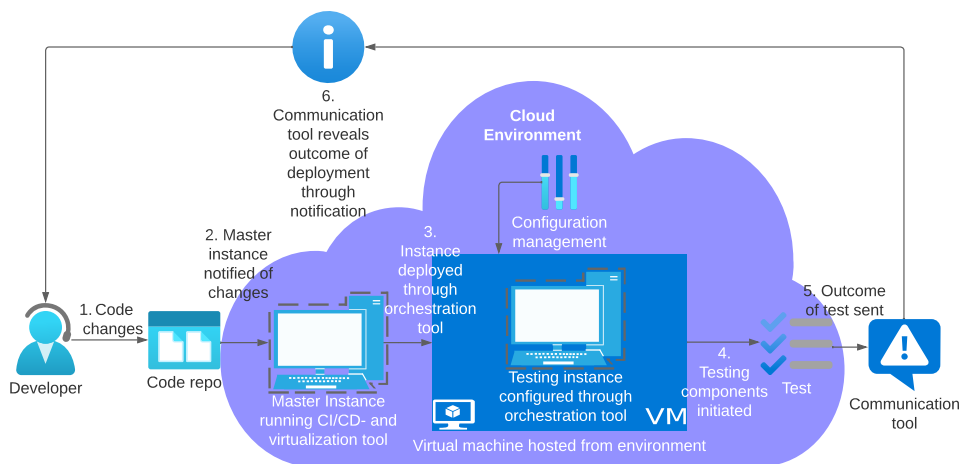 6.
Communication
tool reveals
outcome of
deployment
through
notification
Cloud
Environment
Configuration
management
2. Master
instance
notified of
changes
3.
Instance
deployed
through
orchestration
tool
1. Code
changes
5. Outcome
of test sent
Developer
Code repo
Master Instance
running CI/CD- and
virtualization tool
Testing instance
configured through
orchestration tool
VM
Virtual machine hosted from environment
4.
Testing
components
initiated
Test
Communication
tool